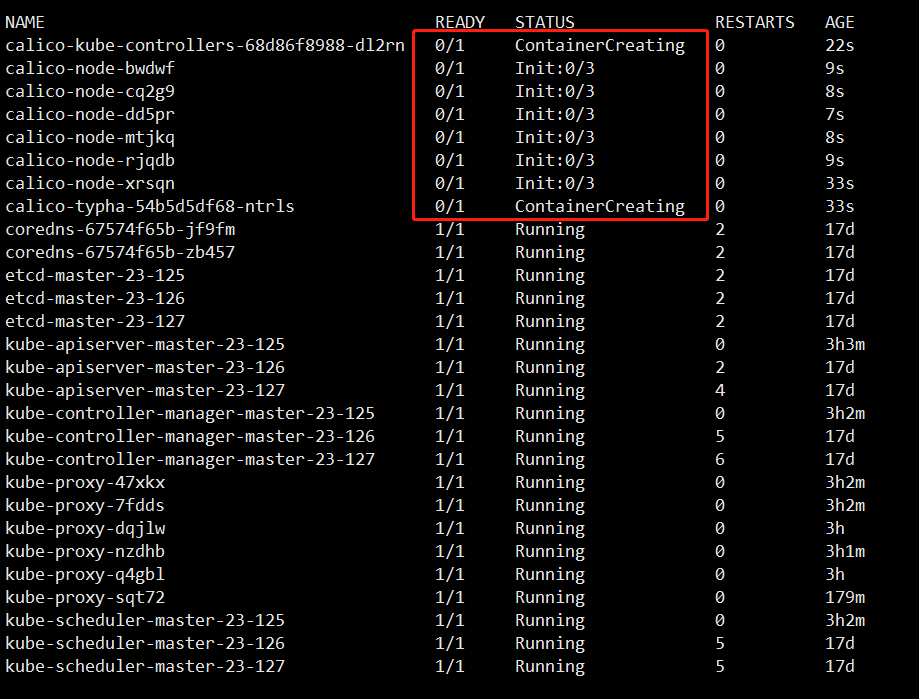 NAME READY STATUS RESTARTS AGE
calico-kube-controllers-68d86f8988-dl2rn 0/1 ContainerCreating 0 22s
calico-node-bwdwf 0/1 Init:0/3 0 9s
calico-node-cq2g9 0/1 Init:0/3 0 8s
calico-node-dd5pr 0/1 Init:0/3 0 7s
calico-node-mtjkq 0/1 Init:0/3 0 8s
calico-node-rjqdb 0/1 Init:0/3 0 9s
calico-node-xrsqn 0/1 Init:0/3 0 33s
calico-typha-54b5d5df68-ntrls 0/1 ContainerCreating 0 33s
coredns-67574f65b-jf9fm 1/1 Running 2 17d
coredns-67574f65b-zb457 1/1 Running 2 17d
etcd-master-23-125 1/1 Running 2 17d
etcd-master-23-126 1/1 Running 2 17d
etcd-master-23-127 1/1 Running 2 17d
kube-apiserver-master-23-125 1/1 Running 0 3h3m
kube-apiserver-master-23-126 1/1 Running 2 17d
kube-apiserver-master-23-127 1/1 Running 4 17d
kube-controller-manager-master-23-125 1/1 Running 0 3h2m
kube-controller-manager-master-23-126 1/1 Running 5 17d
kube-controller-manager-master-23-127 1/1 Running 6 17d
kube-proxy-47xkx 1/1 Running 0 3h2m
kube-proxy-7fdds 1/1 Running 0 3h2m
kube-proxy-dqjlw 1/1 Running 0 3h
kube-proxy-nzdhb 1/1 Running 0 3h1m
kube-proxy-q4gbl 1/1 Running 0 3h
kube-proxy-sqt72 1/1 Running 0 179m
kube-scheduler-master-23-125 1/1 Running 0 3h2m
kube-scheduler-master-23-126 1/1 Running 5 17d
kube-scheduler-master-23-127 1/1 Running 5 17d